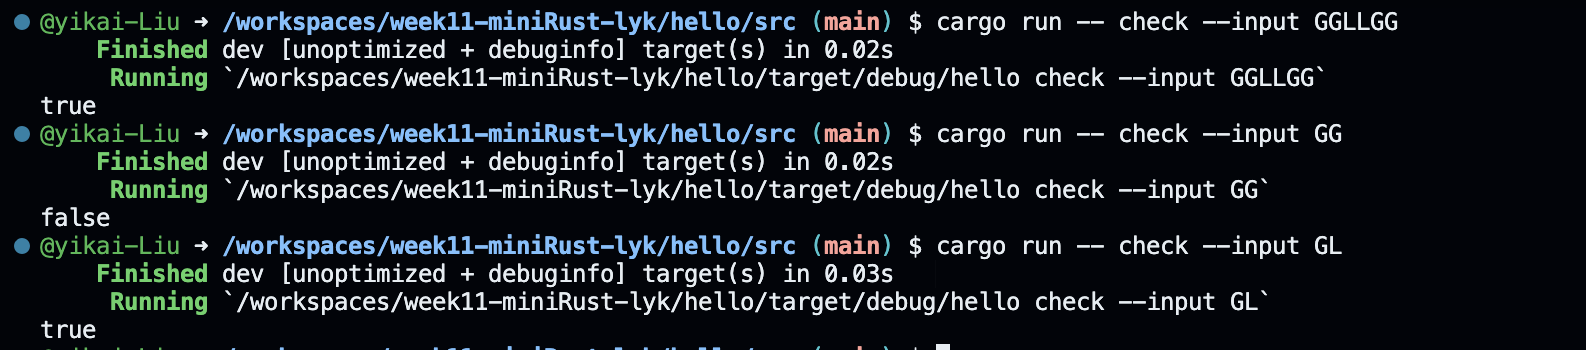 @yikai-Liu ➜ /workspaces/week11-miniRust-lyk/hello/src (main) $ cargo run -- check --input GGLLGG
Finished dev [unoptimized + debuginfo] target(s) in 0.02s
Running `/workspaces/week11-miniRust-lyk/hello/target/debug/hello check --input GGLLGG`
true
@yikai-Liu ➜ /workspaces/week11-miniRust-lyk/hello/src (main) $ cargo run -- check --input GG
Finished dev [unoptimized + debuginfo] target(s) in 0.02s
Running `/workspaces/week11-miniRust-lyk/hello/target/debug/hello check --input GG`
false
@yikai-Liu ➜ /workspaces/week11-miniRust-lyk/hello/src (main) $ cargo run -- check --input GL
Finished dev [unoptimized + debuginfo] target(s) in 0.03s
Running `/workspaces/week11-miniRust-lyk/hello/target/debug/hello check --input GL`
true